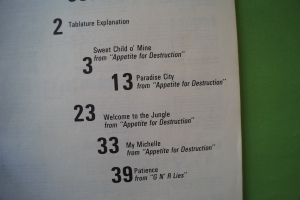 2 Tablature Explanation
Sweet Child o' Mine
3 from "Appetite for Destruction"
13 Paradise City
from "Appetite for Destruction"
23 Welcome to the Jungle
from "Appetite for Destruction"
33 My Michelle
from "Appetite for Destruction"
39 Patience
from "G N' R Lies"